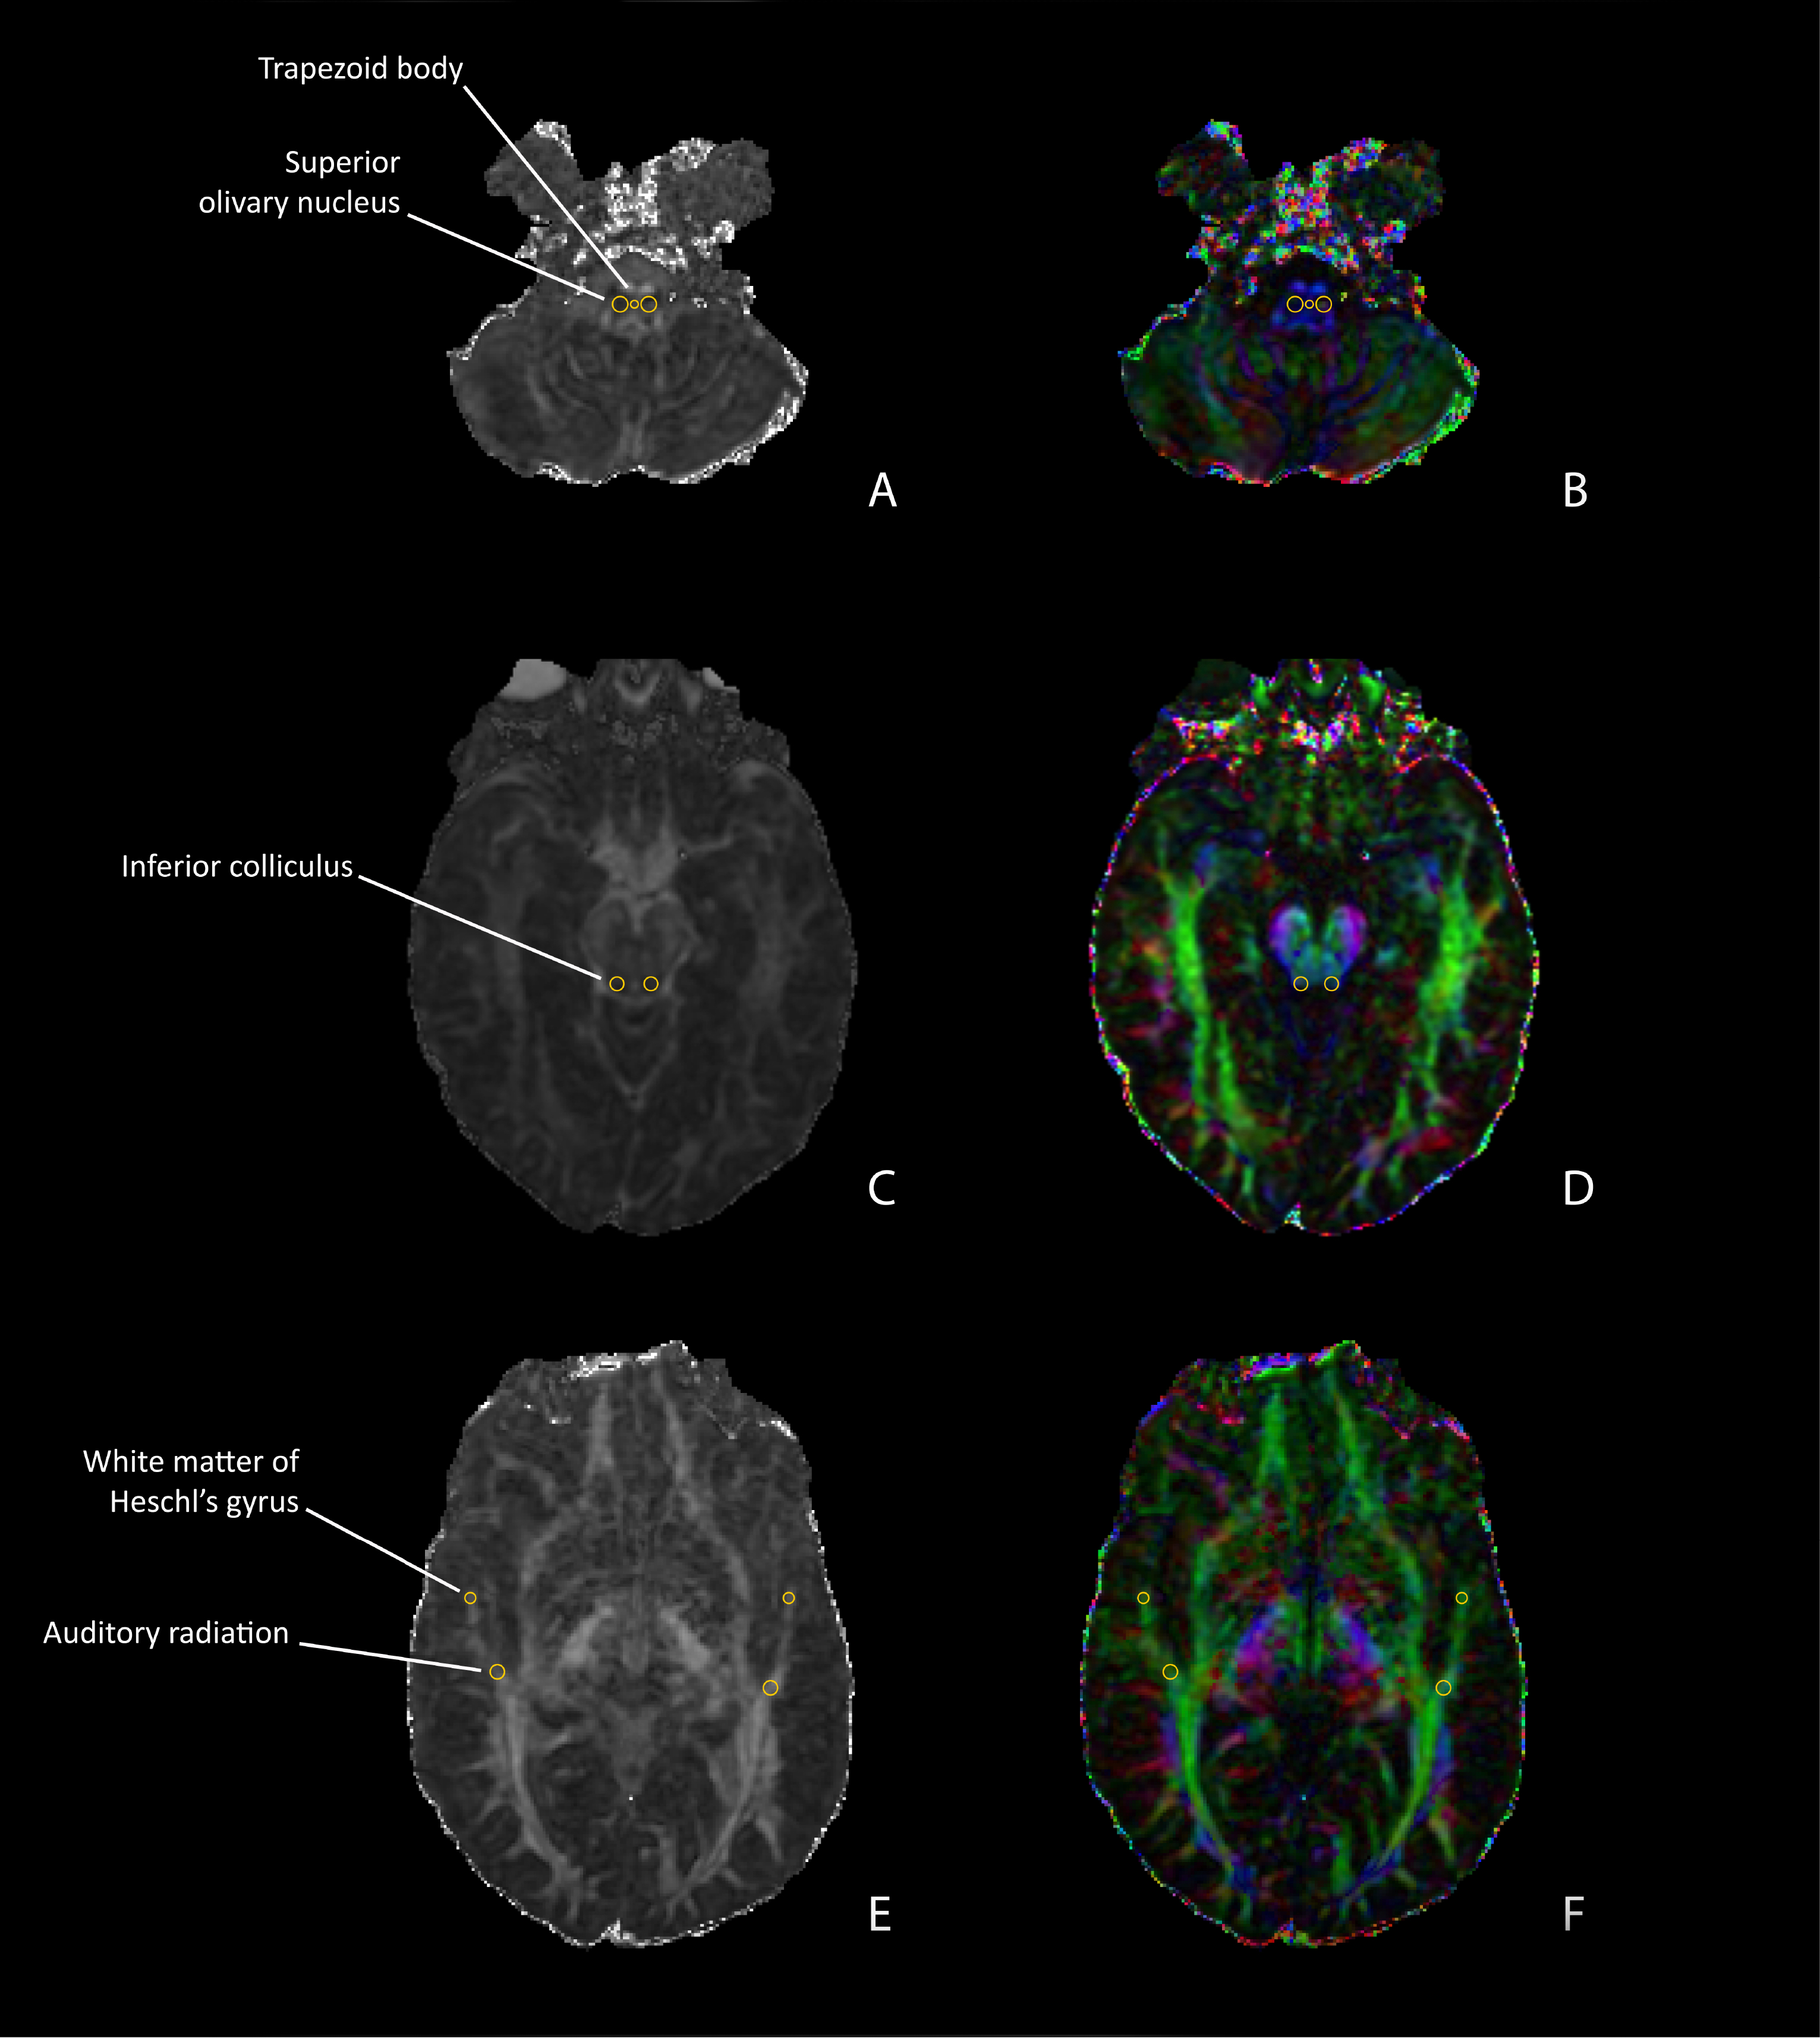 Trapezoid body
Superior
olivary nucleus
A
B
Inferior colliculus
C
D
White matter of
Heschl’s gyrus
Auditory radiation
E
F